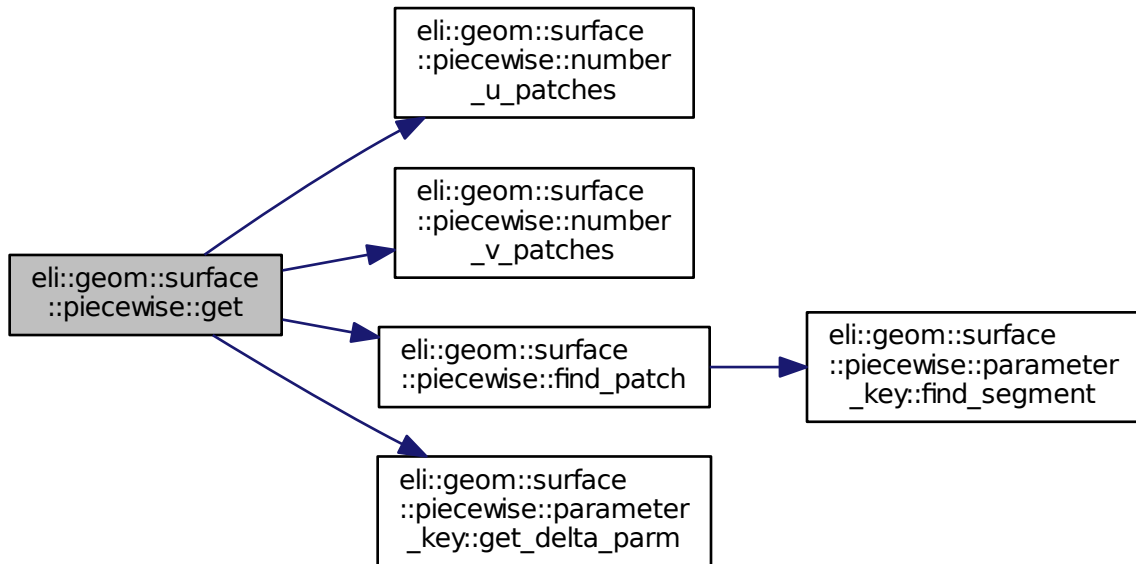 eli::geom::surface
::piecewise::number
_u_patches
eli::geom::surface
::piecewise::number
_v_patches
eli::geom::surface
::piecewise::get
eli::geom::surface
::piecewise::find_patch
eli::geom::surface
::piecewise::parameter
_key::find_segment
eli::geom::surface
::piecewise::parameter
_key::get_delta_parm